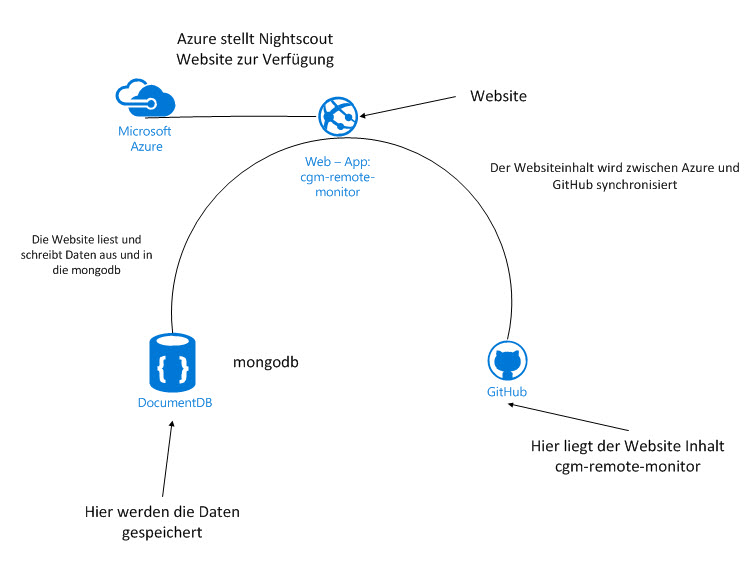 Azure stellt Nightscout
Website zur Verfügung
Website
Microsoft
Azure
Web – App:
cgm-remote-
monitor
Der Websiteinhalt wird zwischen Azure und
GitHub synchronisiert
Die Website liest und
schreibt Daten aus und in
die mongodb
mongodb
DocumentDB
GitHub
Hier liegt der Website Inhalt
cgm-remote-monitor
Hier werden die Daten
gespeichert